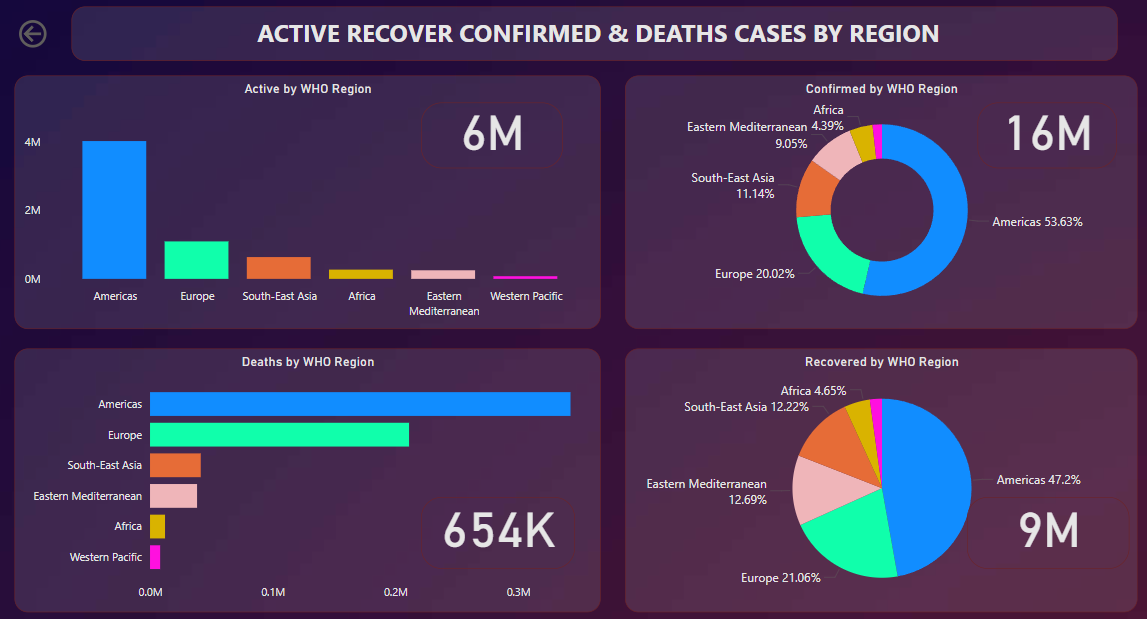 ACTIVE RECOVER CONFIRMED & DEATHS CASES BY REGION
Active by WHO Region
6M
4M
2M
0M
Americas
Europe
South-East Asia
Africa
Eastern
Mediterranean
Western Pacific
Confirmed by WHO Region
16M
Africa
4.39%
Eastern Mediterranean
9.05%
South-East Asia
11.14%
Americas 53.63%
Europe 20.02%
Deaths by WHO Region
Americas
Europe
South-East Asia
Eastern Mediterranean
Africa
Western Pacific
654K
0.0M
0.1M
0.2M
0.3M
Recovered by WHO Region
Africa 4.65%
South-East Asia 12.22%
Americas 47.2%
Eastern Mediterranean
12.69%
9M
Europe 21.06%